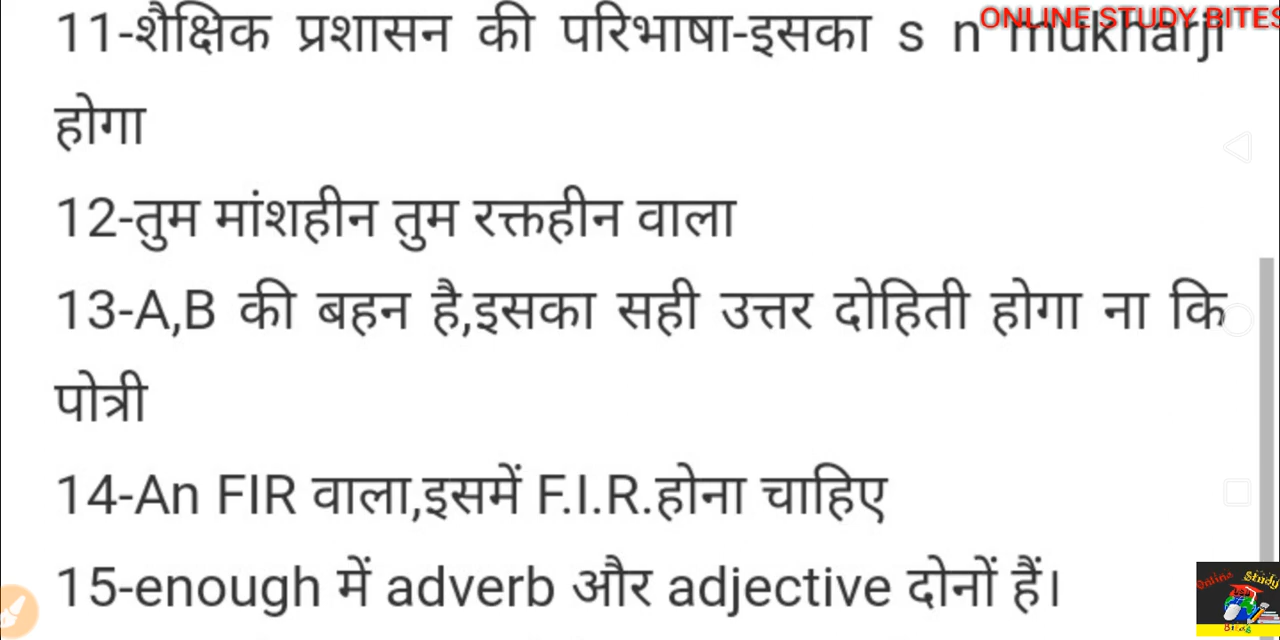 ONLINE STUDY BITES
11-शैक्षिक प्रशासन की परिभाषा-इसका s n mukharji
होगा
12-तुम मांशहीन तुम रक्तहीन वाला
13-A,B की बहन है,इसका सही उत्तर दोहिती होगा ना कि
पोत्री
14-An FIR वाला,इसमें F.I.R.होना चाहिए
15-enough में adverb और adjective दोनों हैं।
Online Study
Bites